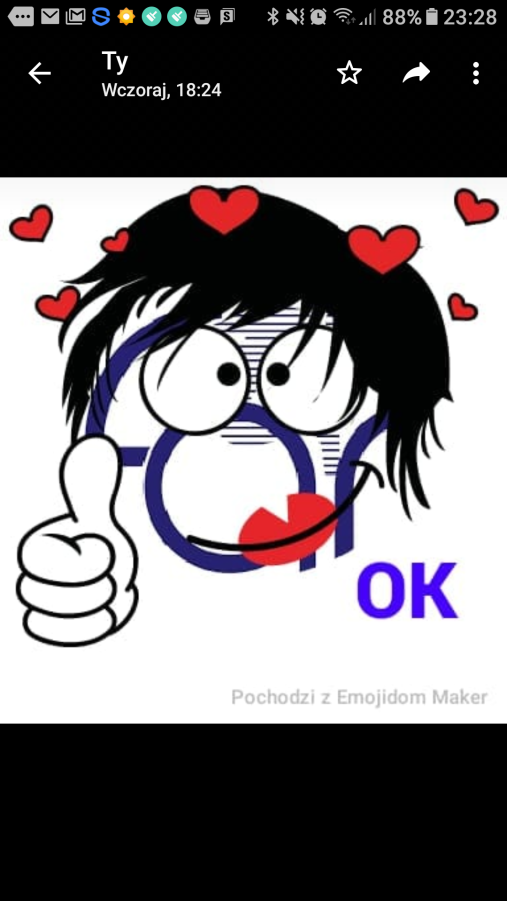 88% 23:28
Ty
Wczoraj, 18:24
OK
Pochodzi z Emojidom Maker